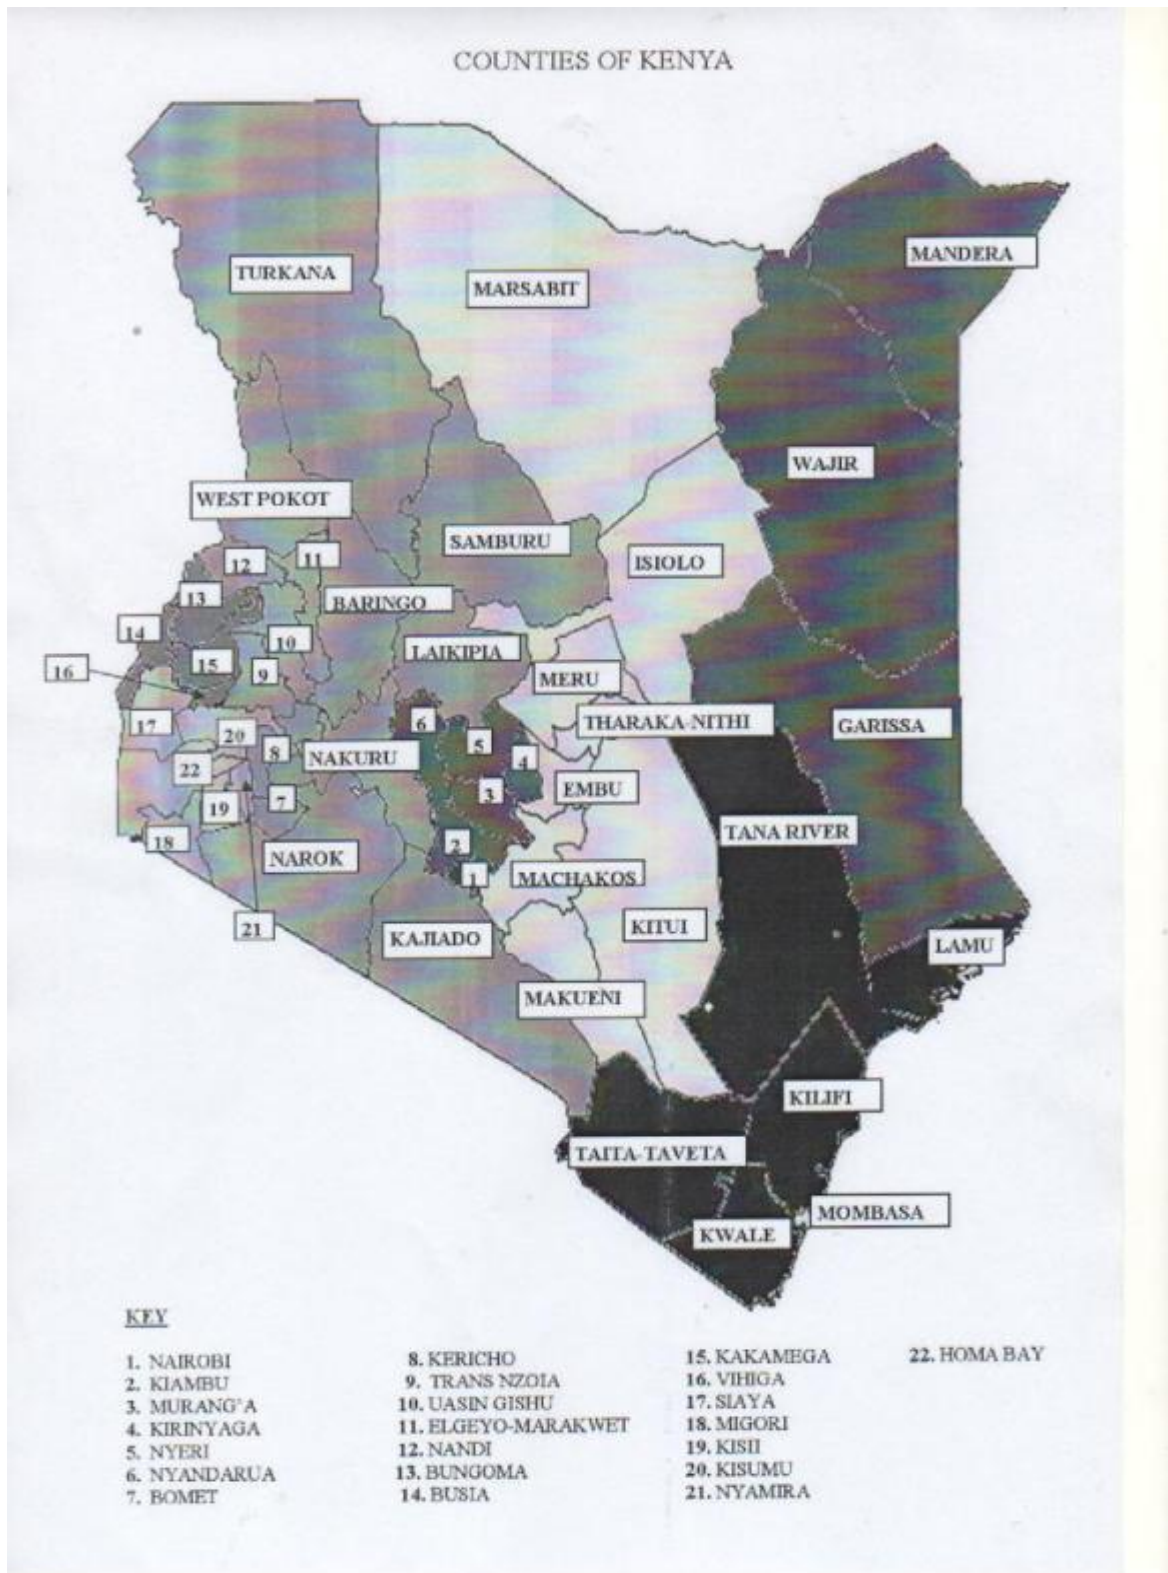 COUNTIES OF KENYA
TURKANA
MARSABIT
MANDERA
WAJIR
WEST POKOT
SAMBURU
ISIOLO
12
11
13
BARINGO
14
10
LAIKIPIA
15
16
9
MERU
17
6
THARAKA-NITHI
GARISSA
20
5
8
NAKURU
4
22
EMBU
3
7
19
TANA RIVER
18
2
NAROK
1
MACHAKOS
21
KITUI
KAJIADO
LAMU
MAKUENI
KILIFI
TAITA-TAVETA
MOMBASA
KWALE
KEY
1. NAIROBI
2. KIAMBU
3. MURANG'A
4. KIRINYAGA
5. NYERI
6. NYANDARUA
7. BOMET
8. KERICHO
9. TRANS NZOIA
10. UASIN GISHU
11. ELGEYO-MARAKWET
12. NANDI
13. BUNGOMA
14. BUSIA
15. KAKAMEGA
16. VIHIGA
17. SIAYA
18. MIGORI
19. KISII
20. KISUMU
21. NYAMIRA
22. HOMA BAY